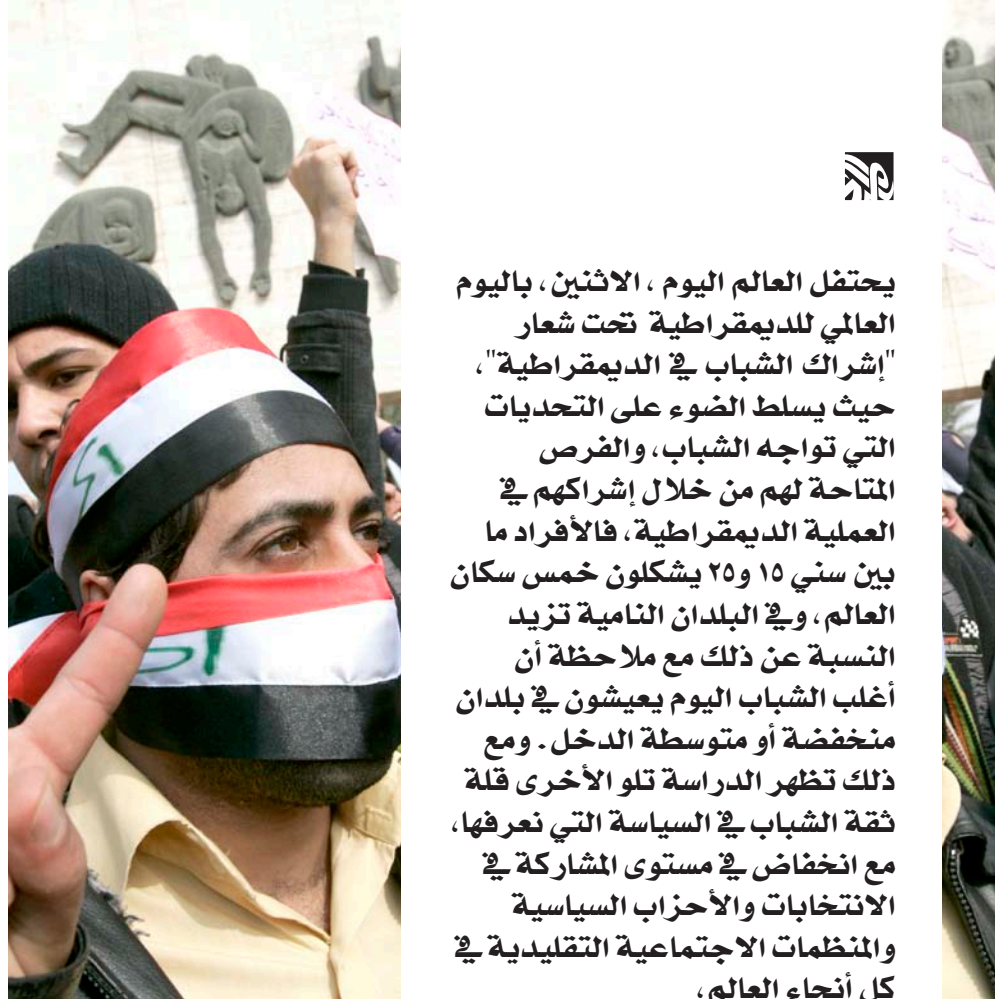 يحتفل العالم اليوم ، الاثنين ، باليوم
العالمي للديمقراطية تحت شعار
"إشراك الشباب في الديمقراطية"،
حيث يسلط الضوء على التحديات
التي تواجه الشباب، والفرص
المتاحة لهم من خلال إشراكهم في
العملية الديمقراطية، فالأفراد ما
بين سني ١٥ و٢٥ يشكلون خمس سكان
العالم، وفي البلدان النامية تزيد
النسبة عن ذلك مع ملاحظة أن
أغلب الشباب اليوم يعيشون في بلدان
منخفضة أو متوسطة الدخل. ومع
ذلك تظهر الدراسة تلو الأخرى قلة
ثقة الشباب في السياسة التي نعرفها،
مع انخفاض في مستوى المشاركة في
الانتخابات والأحزاب السياسية
والمنظمات الاجتماعية التقليدية في
كل أنحاء العالم،